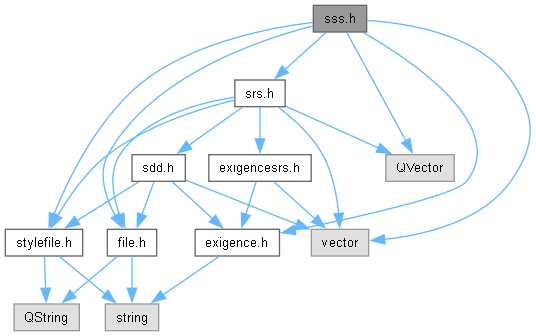 sss.h
srs.h
sdd.h
exigencesrs.h
QVector
stylefile.h
file.h
exigence.h
vector
QString
string